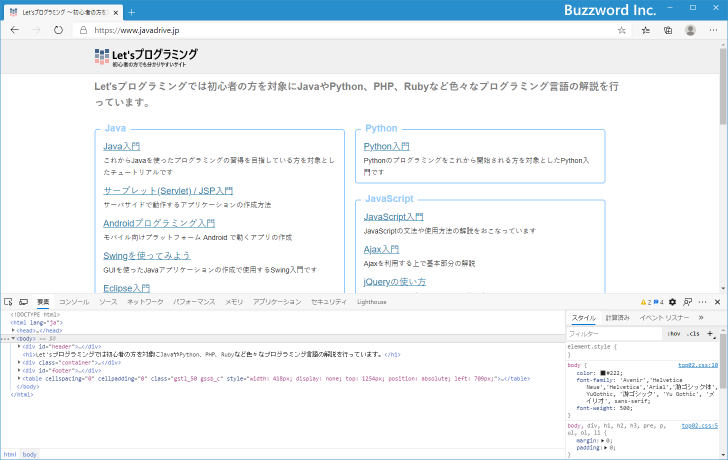 Buzzword Inc.
Let'sプログラミング ～初心者の方を
https://www.javadrive.jp
Let'sプログラミング
初心者の方でも分かりやすいサイト
Let'sプログラミングでは初心者の方を対象にJavaやPython、PHP、Rubyなど色々なプログラミング言語の解説を行
っています。
Java
Java入門
これからJavaを使ったプログラミングの習得を目指している方を対象とし
たチュートリアルです
サーブレット(Servlet) / JSP入門
サーバサイドで動作するアプリケーションの作成方法
Androidプログラミング入門
モバイル向けプラットフォーム Android で動くアプリの作成
Swingを使ってみよう
GUIを使ったJavaアプリケーションの作成で使用するSwing入門です
Eclipse入門
Python
Python入門
Pythonのプログラミングをこれから開始される方を対象としたPython入
門です
JavaScript
JavaScript入門
JavaScriptの文法や使用方法の解説をおこなっています
Ajax入門
Ajaxを利用する上で基本部分の解説
jQueryの使い方
要素 コンソール ソース ネットワーク パフォーマンス メモリ アプリケーション セキュリティ Lighthouse 2 4
<!DOCTYPE html>
<html lang="ja">
<head>…</head>
<body> == $0
<div id="header">…</div>
<h1>Let'sプログラミングでは初心者の方を対象にJavaやPython、PHP、Rubyなど色々なプログラミング言語の解説を行っています。</h1>
<div class="container">…</div>
<div id="footer">…</div>
<table cellspacing="0" cellpadding="0" class="gstl_50 gssb_c" style="width: 418px; display: none; top: 1254px; position: absolute; left: 709px;">…</table>
</body>
</html>
html body
スタイル 計算済み イベント リスナー
フィルター :hov .cls +
element.style {
}
body { top02.css:10
color: #222;
font-family: 'Avenir','Helvetica
Neue','Helvetica','Arial','游ゴシック体',
YuGothic, '游ゴシック', 'Yu Gothic', 'メ
イリオ', sans-serif;
font-weight: 500;
}
body, div, h1, h2, h3, pre, p, top02.css:5
ul, ol, li {
margin: 0;
padding: 0;